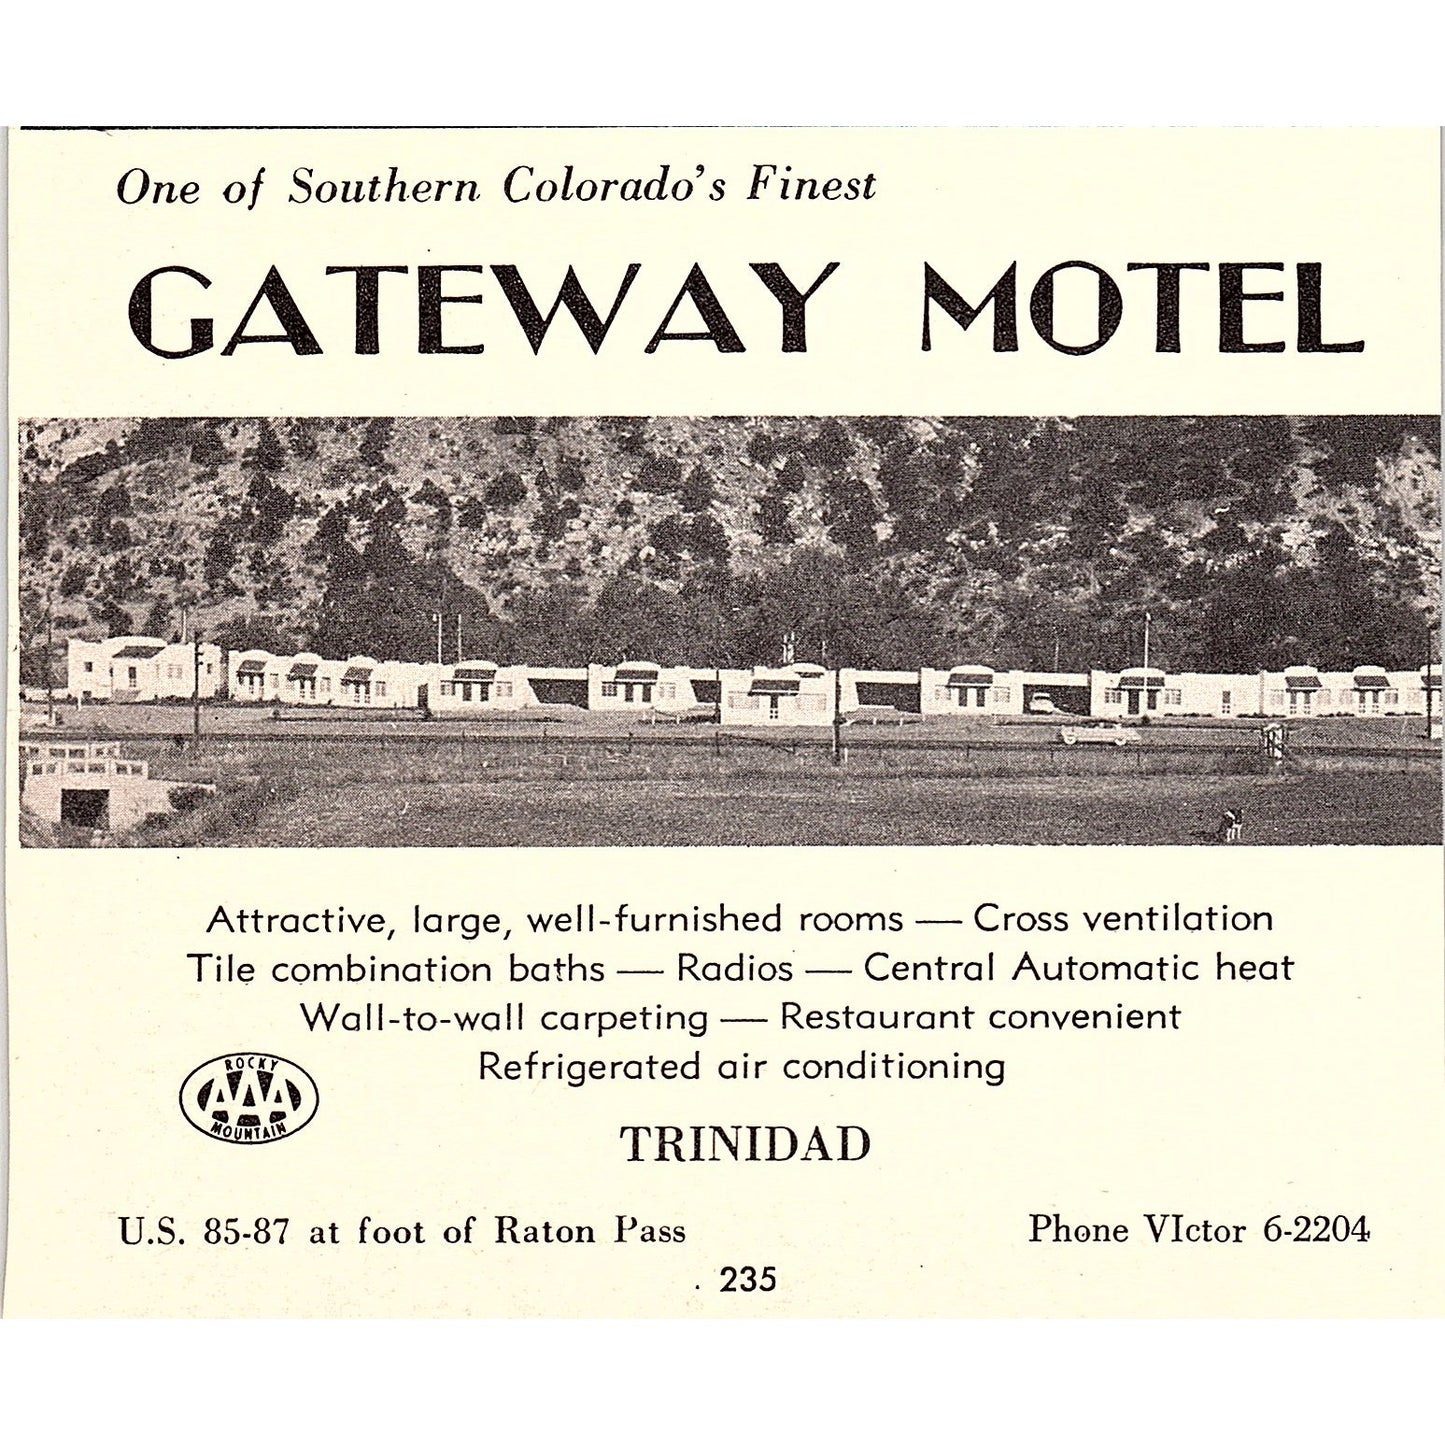 One of Southern Colorado's Finest
GATEWAY MOTEL
Attractive, large, well-furnished rooms — Cross ventilation
Tile combination baths — Radios — Central Automatic heat
Wall-to-wall carpeting — Restaurant convenient
Refrigerated air conditioning
ROCKY
AAA
MOUNTAIN
TRINIDAD
U.S. 85-87 at foot of Raton Pass
Phone VIctor 6-2204
235